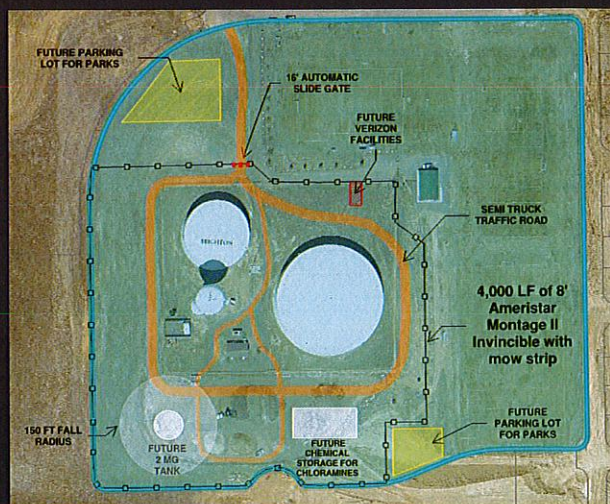 FUTURE PARKING
LOT FOR PARKS
16' AUTOMATIC
SLIDE GATE
FUTURE
VERIZON
FACILITIES
BRIGHTON
SEMI TRUCK
TRAFFIC ROAD
4,000 LF of 8'
Ameristar
Montage II
Invincible with
mow strip
150 FT FALL
RADIUS
FUTURE
2 MG
TANK
FUTURE
CHEMICAL
STORAGE FOR
CHLORAMINES
FUTURE
PARKING LOT
FOR PARKS